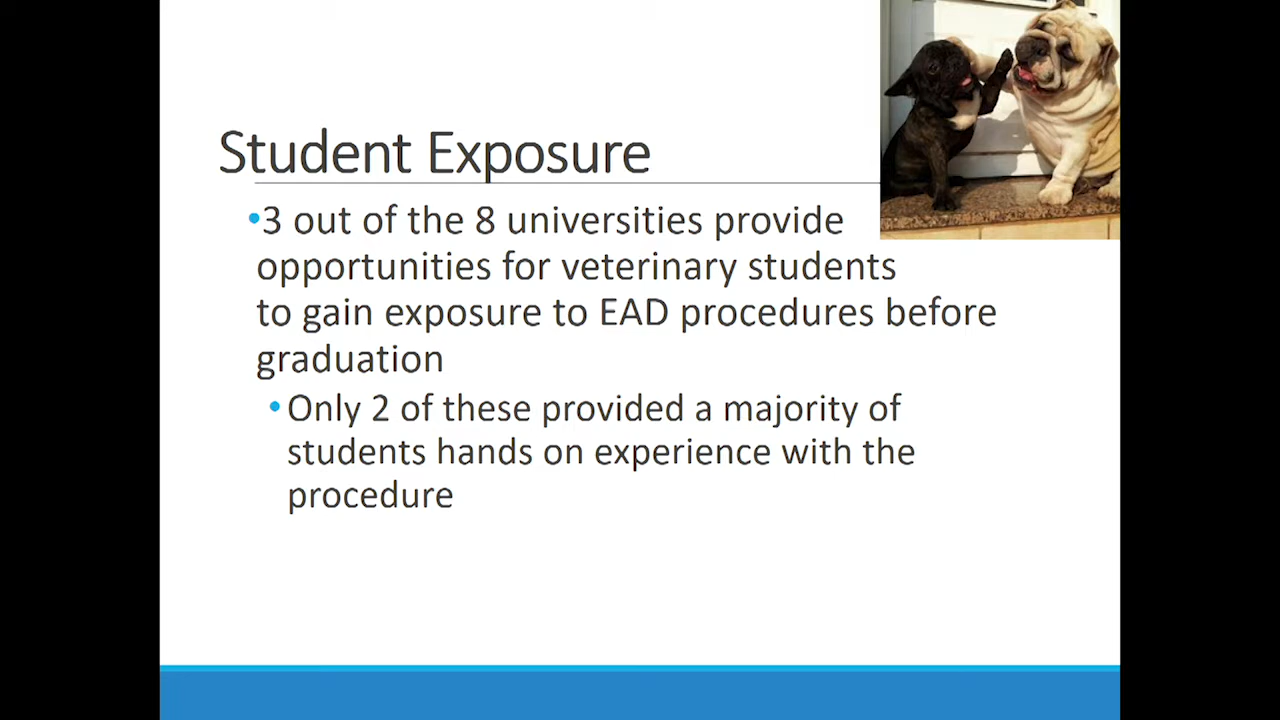 Student Exposure
•3 out of the 8 universities provide
opportunities for veterinary students
to gain exposure to EAD procedures before
graduation
•Only 2 of these provided a majority of
students hands on experience with the
procedure